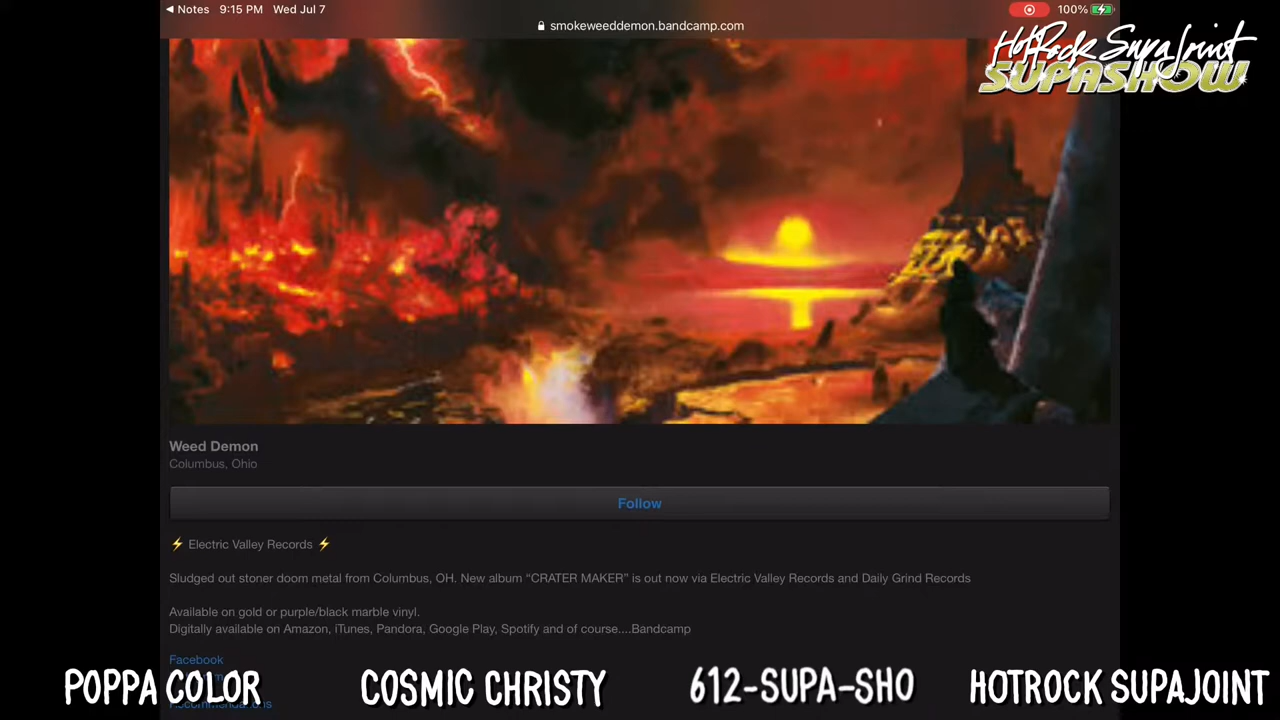 Notes 9:15 PM Wed Jul 7 100%
smokeweeddemon.bandcamp.com
HotRock SupaJoint
SUPASHOW
Weed Demon
Columbus, Ohio
Follow
⚡ Electric Valley Records ⚡
Sludged out stoner doom metal from Columbus, OH. New album “CRATER MAKER” is out now via Electric Valley Records and Daily Grind Records
Available on gold or purple/black marble vinyl.
Digitally available on Amazon, iTunes, Pandora, Google Play, Spotify and of course....Bandcamp
Facebook
Recommendations
POPPA COLOR COSMIC CHRISTY 612-SUPA-SHO HOTROCK SUPAJOINT